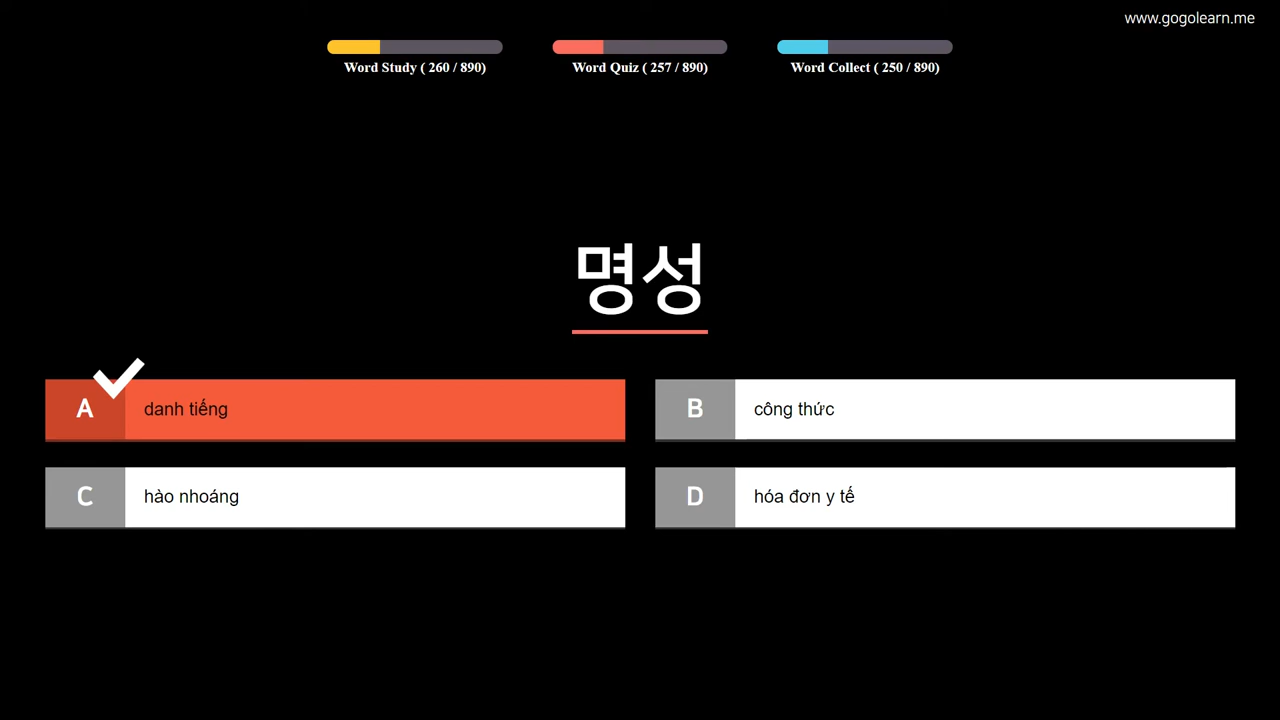 www.gogolearn.me
Word Study ( 260 / 890)
Word Quiz ( 257 / 890)
Word Collect ( 250 / 890)
명성
A danh tiếng
B công thức
C hào nhoáng
D hóa đơn y tế